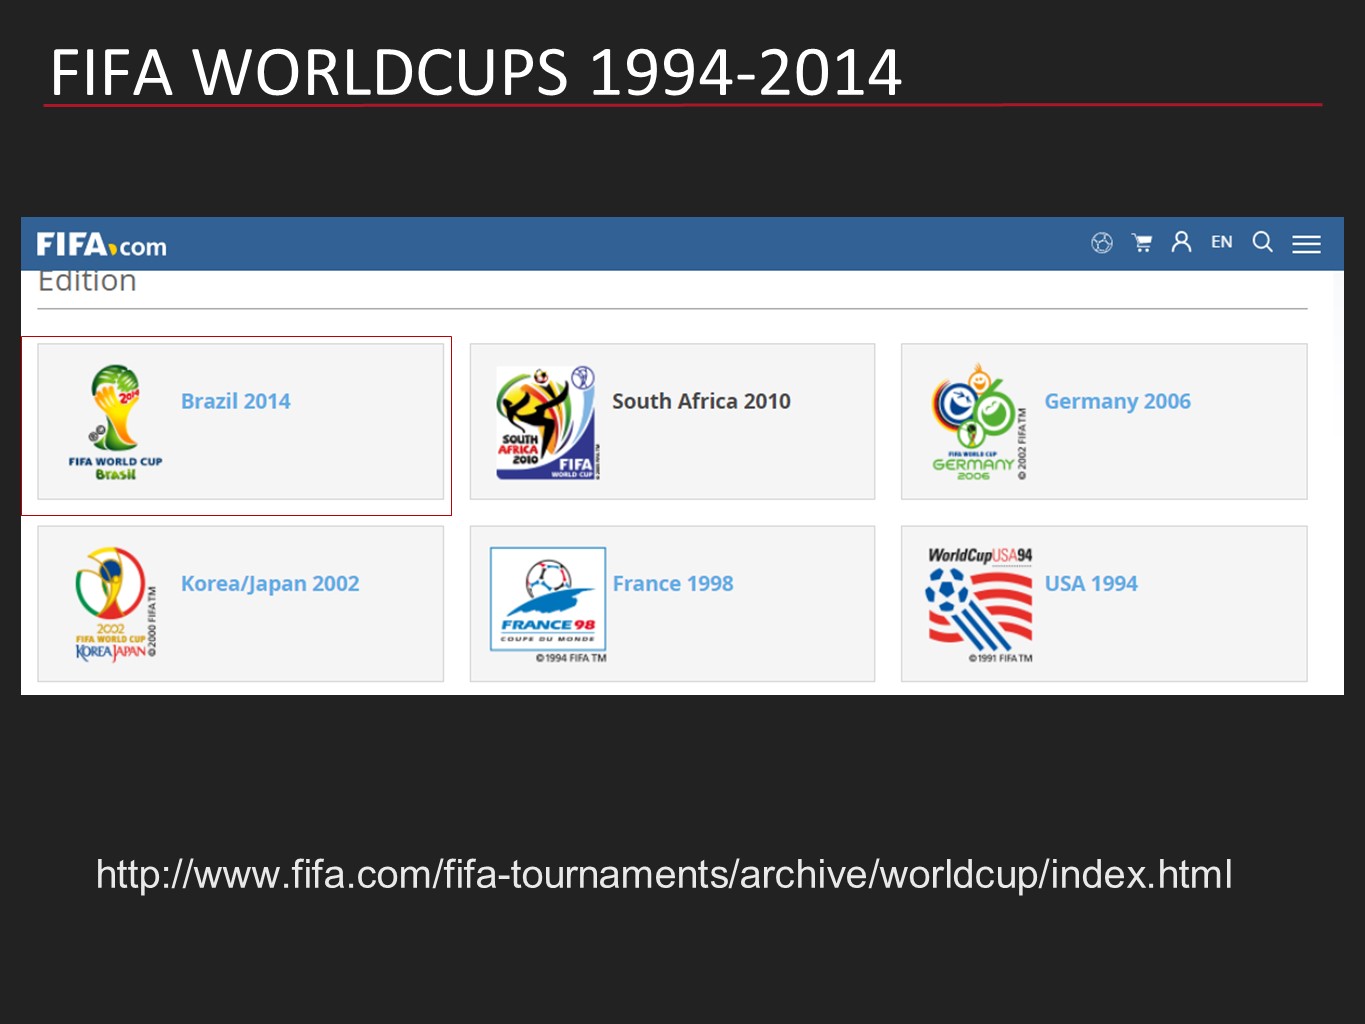 FIFA WORLDCUPS 1994-2014
FIFA.com
EN
Edition
2014
FIFA WORLD CUP
Brasil
Brazil 2014
SOUTH
AFRICA
2010
FIFA
WORLD CUP
South Africa 2010
FIFA WORLD CUP
GERMANY
2006
©2002 FIFA TM
Germany 2006
2002
FIFA WORLD CUP
KOREAJAPAN
©2000 FIFA TM
Korea/Japan 2002
FRANCE 98
COUPE DU MONDE
©1994 FIFA TM
France 1998
WorldCupUSA94
©1991 FIFA TM
USA 1994
http://www.fifa.com/fifa-tournaments/archive/worldcup/index.html